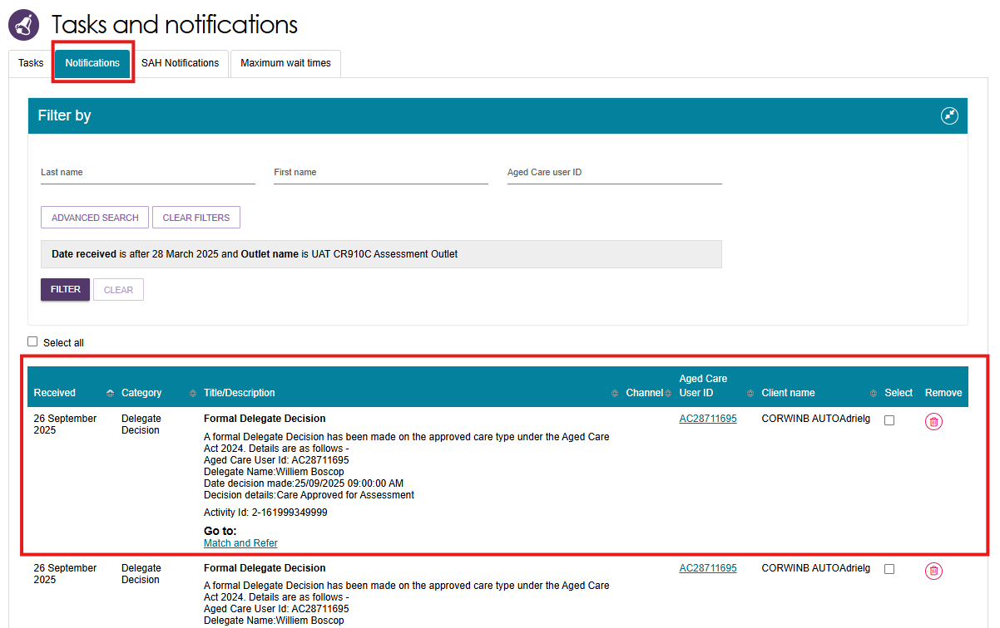 Tasks and notifications
Tasks
Notifications
SAH Notifications
Maximum wait times
Filter by
Last name
First name
Aged Care user ID
ADVANCED SEARCH
CLEAR FILTERS
Date received is after 28 March 2025 and Outlet name is UAT CR910C Assessment Outlet
FILTER
CLEAR
Select all
Received
Category
Title/Description
Channel
Aged Care
User ID
Client name
Select
Remove
26 September
2025
Delegate
Decision
Formal Delegate Decision
A formal Delegate Decision has been made on the approved care type under the Aged Care
Act 2024. Details are as follows -
Aged Care User Id: AC28711695
Delegate Name:Williem Boscop
Date decision made:25/09/2025 09:00:00 AM
Decision details:Care Approved for Assessment
Activity Id: 2-161999349999
Go to:
Match and Refer
AC28711695
CORWINB AUTOAdrielg
26 September
2025
Delegate
Decision
Formal Delegate Decision
A formal Delegate Decision has been made on the approved care type under the Aged Care
Act 2024. Details are as follows -
Aged Care User Id: AC28711695
Delegate Name:Williem Boscop
AC28711695
CORWINB AUTOAdrielg